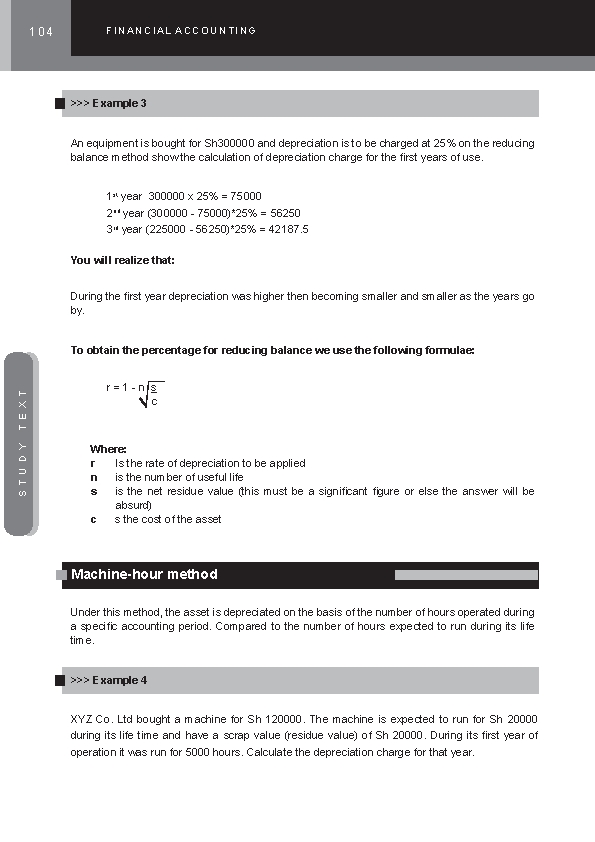 104
FINANCIAL ACCOUNTING
>>> Example 3
An equipment is bought for Sh300000 and depreciation is to be charged at 25% on the reducing
balance method show the calculation of depreciation charge for the first years of use.
1st year 300000 x 25% = 75000
2nd year (300000 - 75000)*25% = 56250
3rd year (225000 - 56250)*25% = 42187.5
You will realize that:
During the first year depreciation was higher then becoming smaller and smaller as the years go
by.
To obtain the percentage for reducing balance we use the following formulae:
r = 1 - n√s
c
STUDY TEXT
Where:
r Is the rate of depreciation to be applied
n is the number of useful life
s is the net residue value (this must be a significant figure or else the answer will be
absurd)
c s the cost of the asset
Machine-hour method
Under this method, the asset is depreciated on the basis of the number of hours operated during
a specific accounting period. Compared to the number of hours expected to run during its life
time.
>>> Example 4
XYZ Co. Ltd bought a machine for Sh 120000. The machine is expected to run for Sh 20000
during its life time and have a scrap value (residue value) of Sh 20000. During its first year of
operation it was run for 5000 hours. Calculate the depreciation charge for that year.